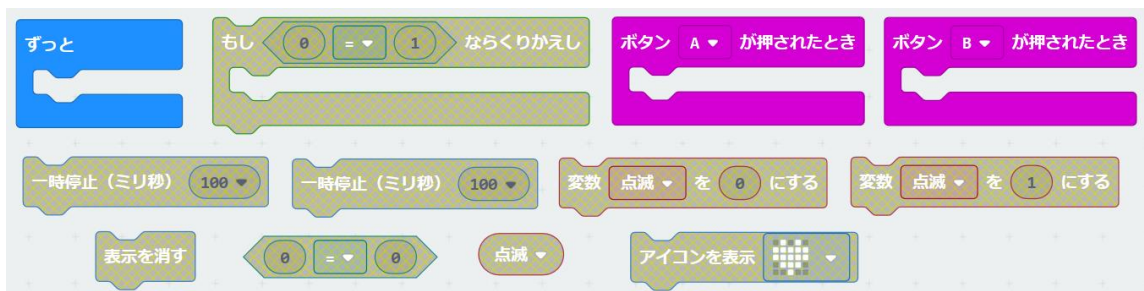 ずっと
もし 0 = 1 ならくりかえし
ボタン A が押されたとき
ボタン B が押されたとき
一時停止（ミリ秒） 100
一時停止（ミリ秒） 100
変数 点滅 を 0 にする
変数 点滅 を 1 にする
表示を消す
0 = 0
点滅
アイコンを表示